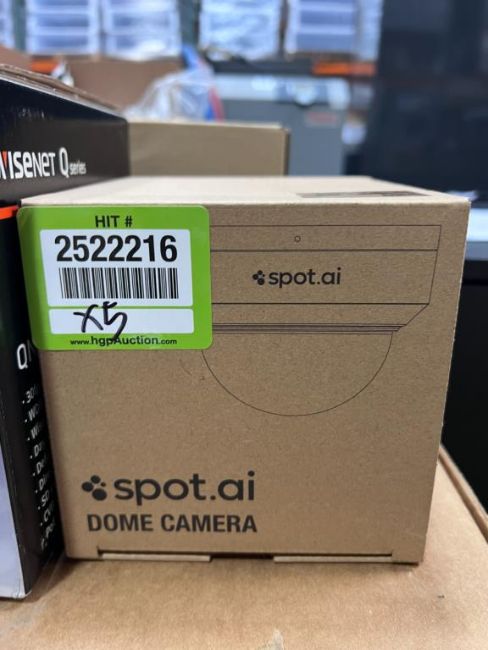 WISENET Q series
HIT #
2522216
X5
www.hgpAuction.com
spot.ai
spot.ai
DOME CAMERA